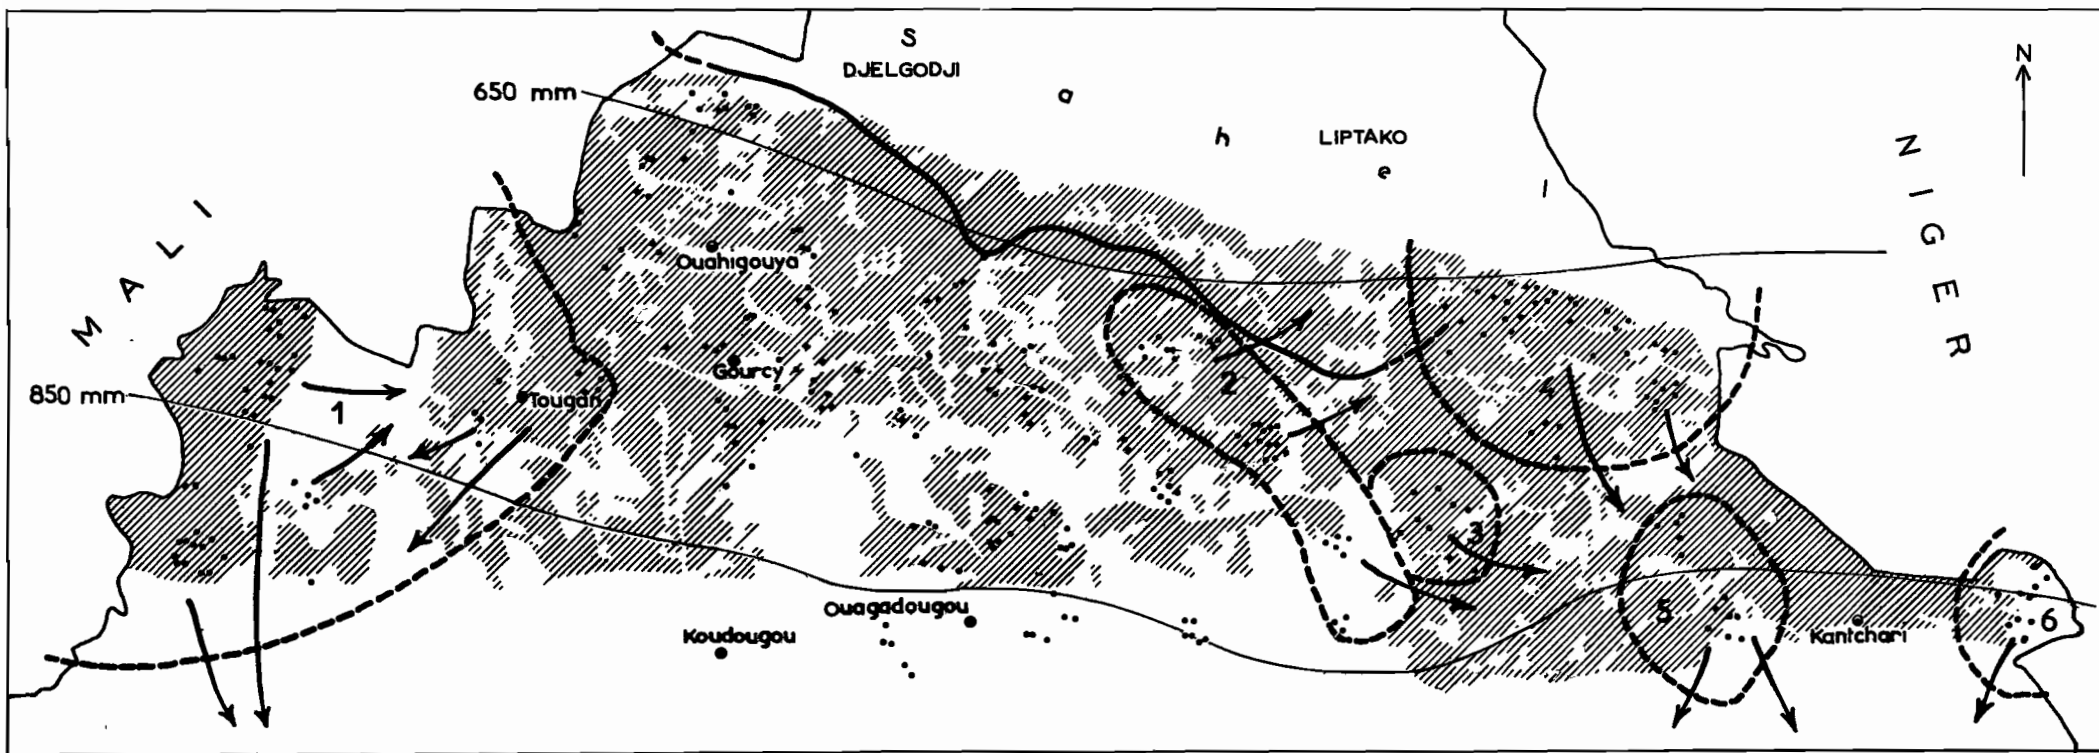 S
DJELGODJI
a
h
LIPTAKO
e
l
N
NIGER
MALI
650 mm
Ouahigouya
Gourcy
Tougan
850 mm
1
2
3
4
5
6
Ouagadougou
Koudougou
Kantchari